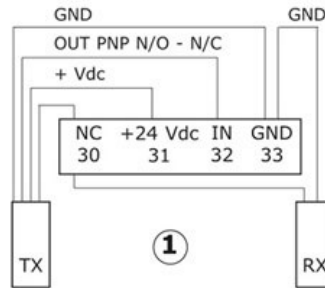 GND GND
OUT PNP N/O - N/C
+ Vdc
NC +24 Vdc IN GND
30 31 32 33
1
TX RX